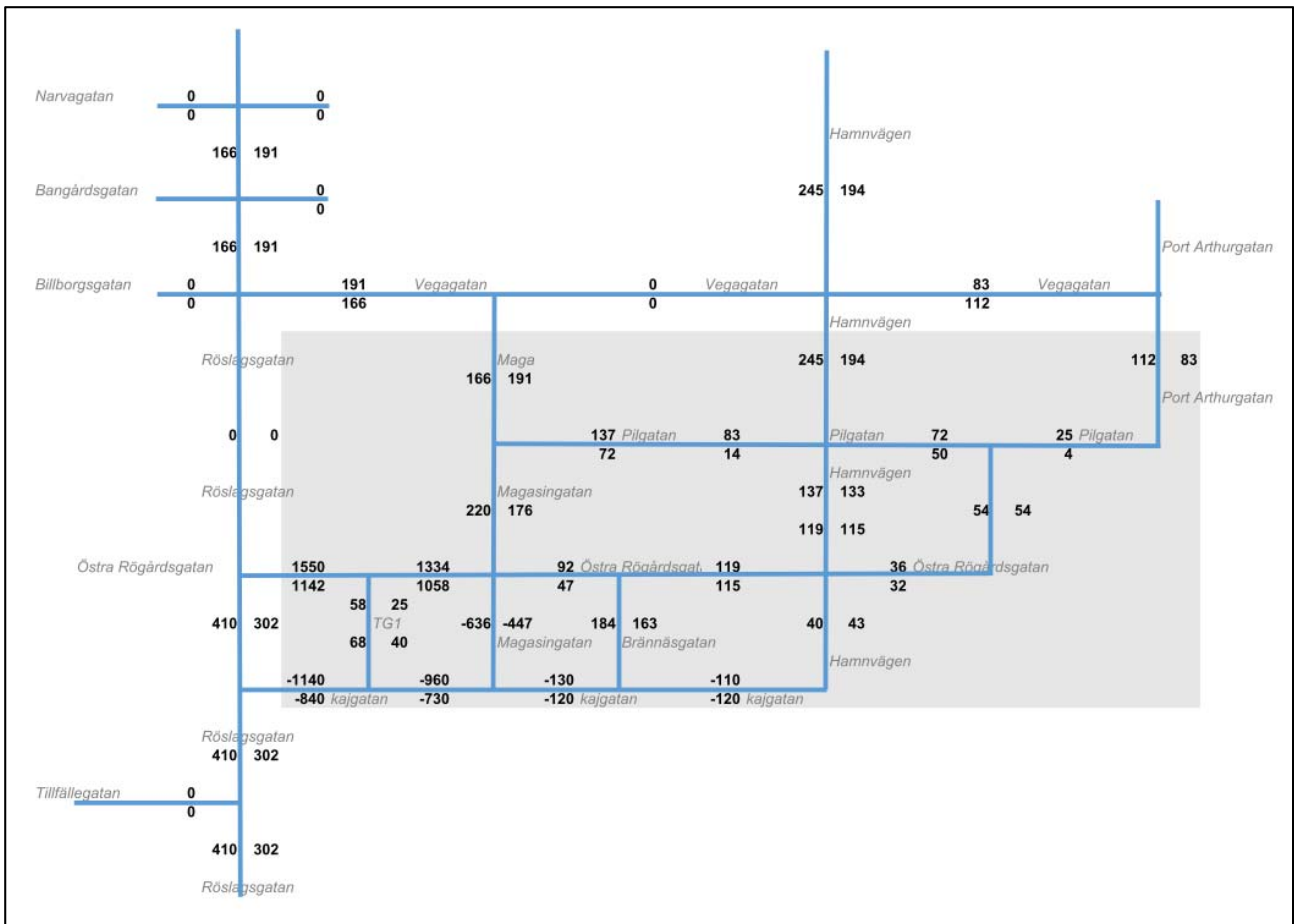 Narvagatan 0 0
0 0
Hamnvägen
166 191
Bangårdsgatan 0 245 194
0
166 191 Port Arthurgatan
Billborgsgatan 0 191 Vegagatan 0 Vegagatan 83 Vegagatan
0 166 0 112
Hamnvägen
Röslagsgatan Maga 245 194 112 83
166 191
Port Arthurgatan
0 0 137 Pilgatan 83 Pilgatan 72 25 Pilgatan
72 14 50 4
Hamnvägen
Röslagsgatan Magasingatan 137 133
220 176 54 54
119 115
Östra Rögårdsgatan 1550 1334 92 Östra Rögårdsgat. 119 36 Östra Rögårdsgatan
1142 1058 47 115 32
58 25
410 302 TG1 -636 -447 184 163 40 43
68 40 Magasingatan Brännäsgatan
Hamnvägen
-1140 -960 -130 -110
-840 kajgatan -730 -120 kajgatan -120 kajgatan
Röslagsgatan
410 302
Tillfällegatan 0
0
410 302
Röslagsgatan